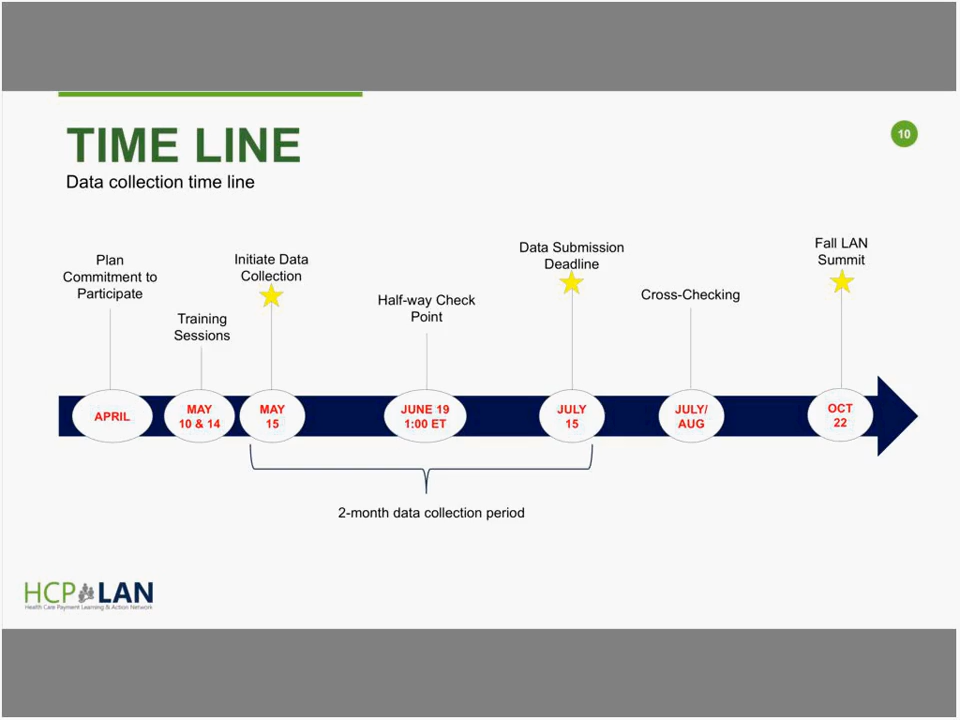 TIME LINE
10
Data collection time line
Plan
Commitment to
Participate
Training
Sessions
Initiate Data
Collection
Half-way Check
Point
Data Submission
Deadline
Cross-Checking
Fall LAN
Summit
APRIL
MAY
10 & 14
MAY
15
JUNE 19
1:00 ET
JULY
15
JULY/
AUG
OCT
22
2-month data collection period
HCP LAN
Health Care Payment Learning & Action Network